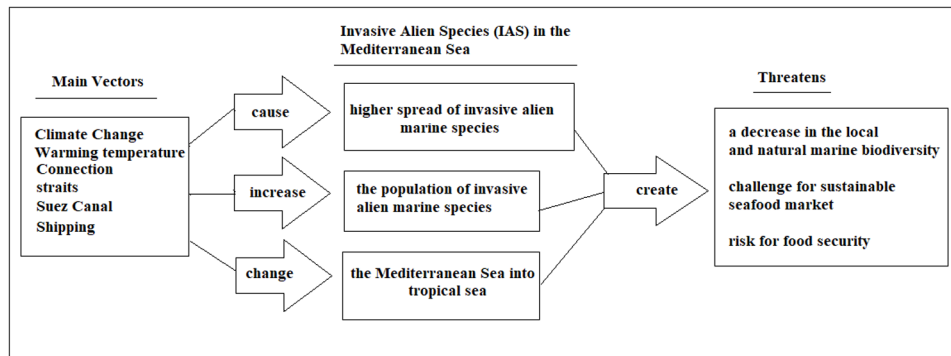 Main Vectors
Climate Change
Warming temperature
Connection
straits
Suez Canal
Shipping
cause
increase
change
Invasive Alien Species (IAS) in the
Mediterranean Sea
higher spread of invasive alien
marine species
the population of invasive
alien marine species
the Mediterranean Sea into
tropical sea
create
Threatens
a decrease in the local
and natural marine biodiversity
challenge for sustainable
seafood market
risk for food security